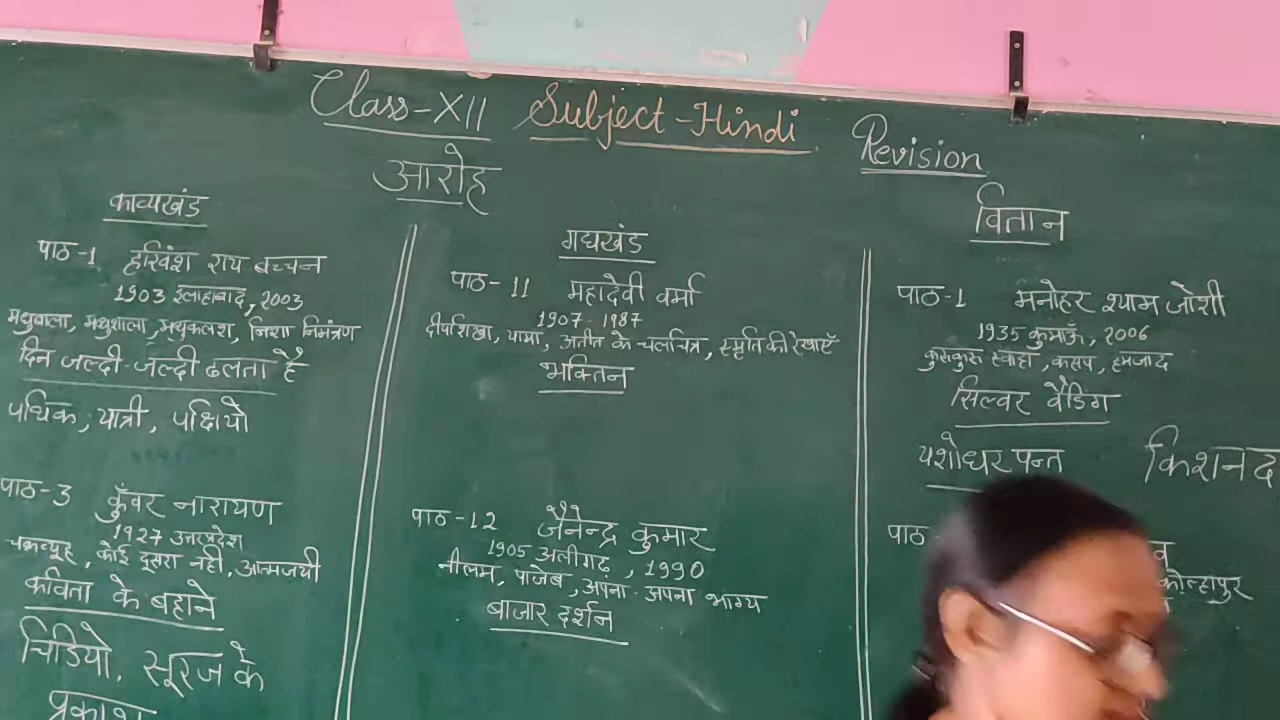 Class-XII Subject-Hindi Revision
आरोह
काव्यखंड
पाठ-1 हरिवंश राय बच्चन
1903 इलाहाबाद, 2003
मधुबाला, मधुशाला, मधुकलश, निशा निमंत्रण
दिन जल्दी-जल्दी ढलता है
पथिक, यात्री, पक्षियो
पाठ-3 कुँवर नारायण
1927 उत्तरप्रदेश
चक्रव्यूह, कोई दूसरा नही, आत्मजयी
कविता के बहाने
चिडियो, सूरज के
प्रकाश
गद्यखंड
पाठ-11 महादेवी वर्मा
1907-1987
दीपशिखा, यामा, अतीत के चलचित्र, स्मृति की रेखाएँ
भक्तिन
पाठ-12 जैनेन्द्र कुमार
1905 अलीगढ़, 1990
नीलम, पाजेब, अपना-अपना भाग्य
बाजार दर्शन
वितान
पाठ-1 मनोहर श्याम जोशी
1935 कुमाऊँ, 2006
कुरुकुरु स्वाहा, कसप, हमजाद
सिल्वर वैडिंग
यशोधर पन्त किशनद
पाठ-
कोल्हापुर